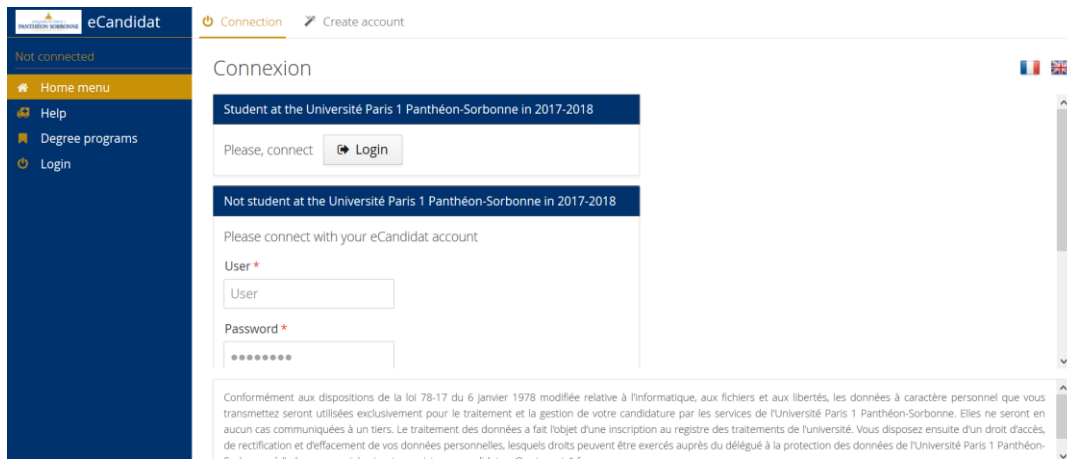 PANTHÉON SORBONNE
eCandidat
Connection
Create account
Not connected
Home menu
Help
Degree programs
Login
Connexion
Student at the Université Paris 1 Panthéon-Sorbonne in 2017-2018
Please, connect
Login
Not student at the Université Paris 1 Panthéon-Sorbonne in 2017-2018
Please connect with your eCandidat account
User *
User
Password *
Conformément aux dispositions de la loi 78-17 du 6 janvier 1978 modifiée relative à l'informatique, aux fichiers et aux libertés, les données à caractère personnel que vous
transmettez seront utilisées exclusivement pour le traitement et la gestion de votre candidature par les services de l'Université Paris 1 Panthéon-Sorbonne. Elles ne seront en
aucun cas communiquées à un tiers. Le traitement des données a fait l'objet d'une inscription au registre des traitements de l'université. Vous disposez ensuite d'un droit d'accès,
de rectification et d'effacement de vos données personnelles, lesquels droits peuvent être exercés auprès du délégué à la protection des données de l'Université Paris 1 Panthéon-